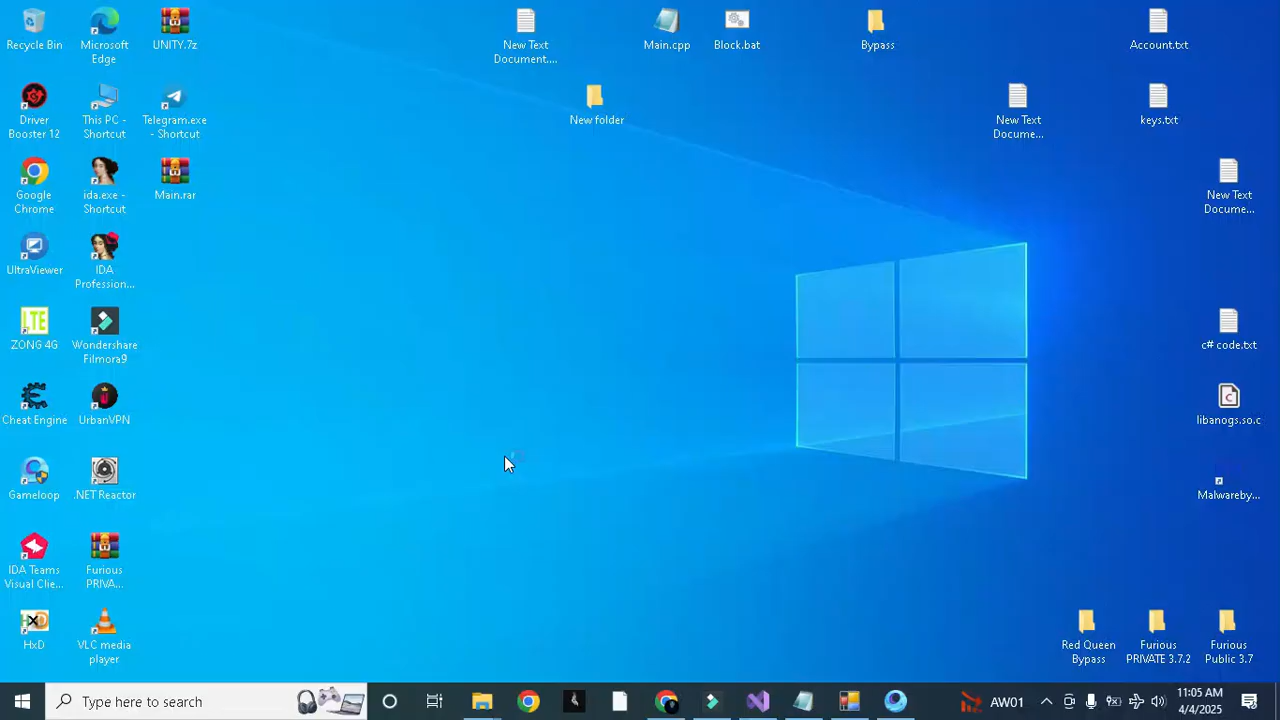 Recycle Bin
Microsoft
Edge
UNITY.7z
New Text
Document....
Main.cpp
Block.bat
Bypass
Account.txt
Driver
Booster 12
This PC -
Shortcut
Telegram.exe
- Shortcut
New folder
New Text
Docume...
keys.txt
Google
Chrome
ida.exe -
Shortcut
Main.rar
New Text
Docume...
UltraViewer
IDA
Profession...
LTE
ZONG 4G
Wondershare
Filmora9
c# code.txt
Cheat Engine
UrbanVPN
C
libanogs.so.c
Gameloop
.NET Reactor
Malwareby...
IDA Teams
Visual Clie...
Furious
PRIVA...
HxD
HxD
VLC media
player
Red Queen
Bypass
Furious
PRIVATE 3.7.2
Furious
Public 3.7
Type here to search
AW01
11:05 AM
4/4/2025